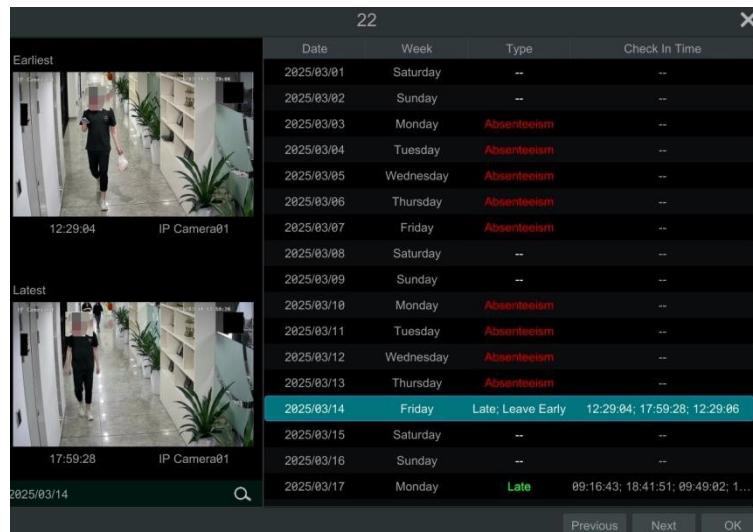 22
Earliest
12:29:04 IP Camera01
Latest
17:59:28 IP Camera01
2025/03/14
Date Week Type Check In Time
2025/03/01 Saturday -- --
2025/03/02 Sunday -- --
2025/03/03 Monday Absenteeism --
2025/03/04 Tuesday Absenteeism --
2025/03/05 Wednesday Absenteeism --
2025/03/06 Thursday Absenteeism --
2025/03/07 Friday Absenteeism --
2025/03/08 Saturday -- --
2025/03/09 Sunday -- --
2025/03/10 Monday Absenteeism --
2025/03/11 Tuesday Absenteeism --
2025/03/12 Wednesday Absenteeism --
2025/03/13 Thursday Absenteeism --
2025/03/14 Friday Late; Leave Early 12:29:04; 17:59:28; 12:29:06
2025/03/15 Saturday -- --
2025/03/16 Sunday -- --
2025/03/17 Monday Late 09:16:43; 18:41:51; 09:49:02; 1...
Previous Next OK